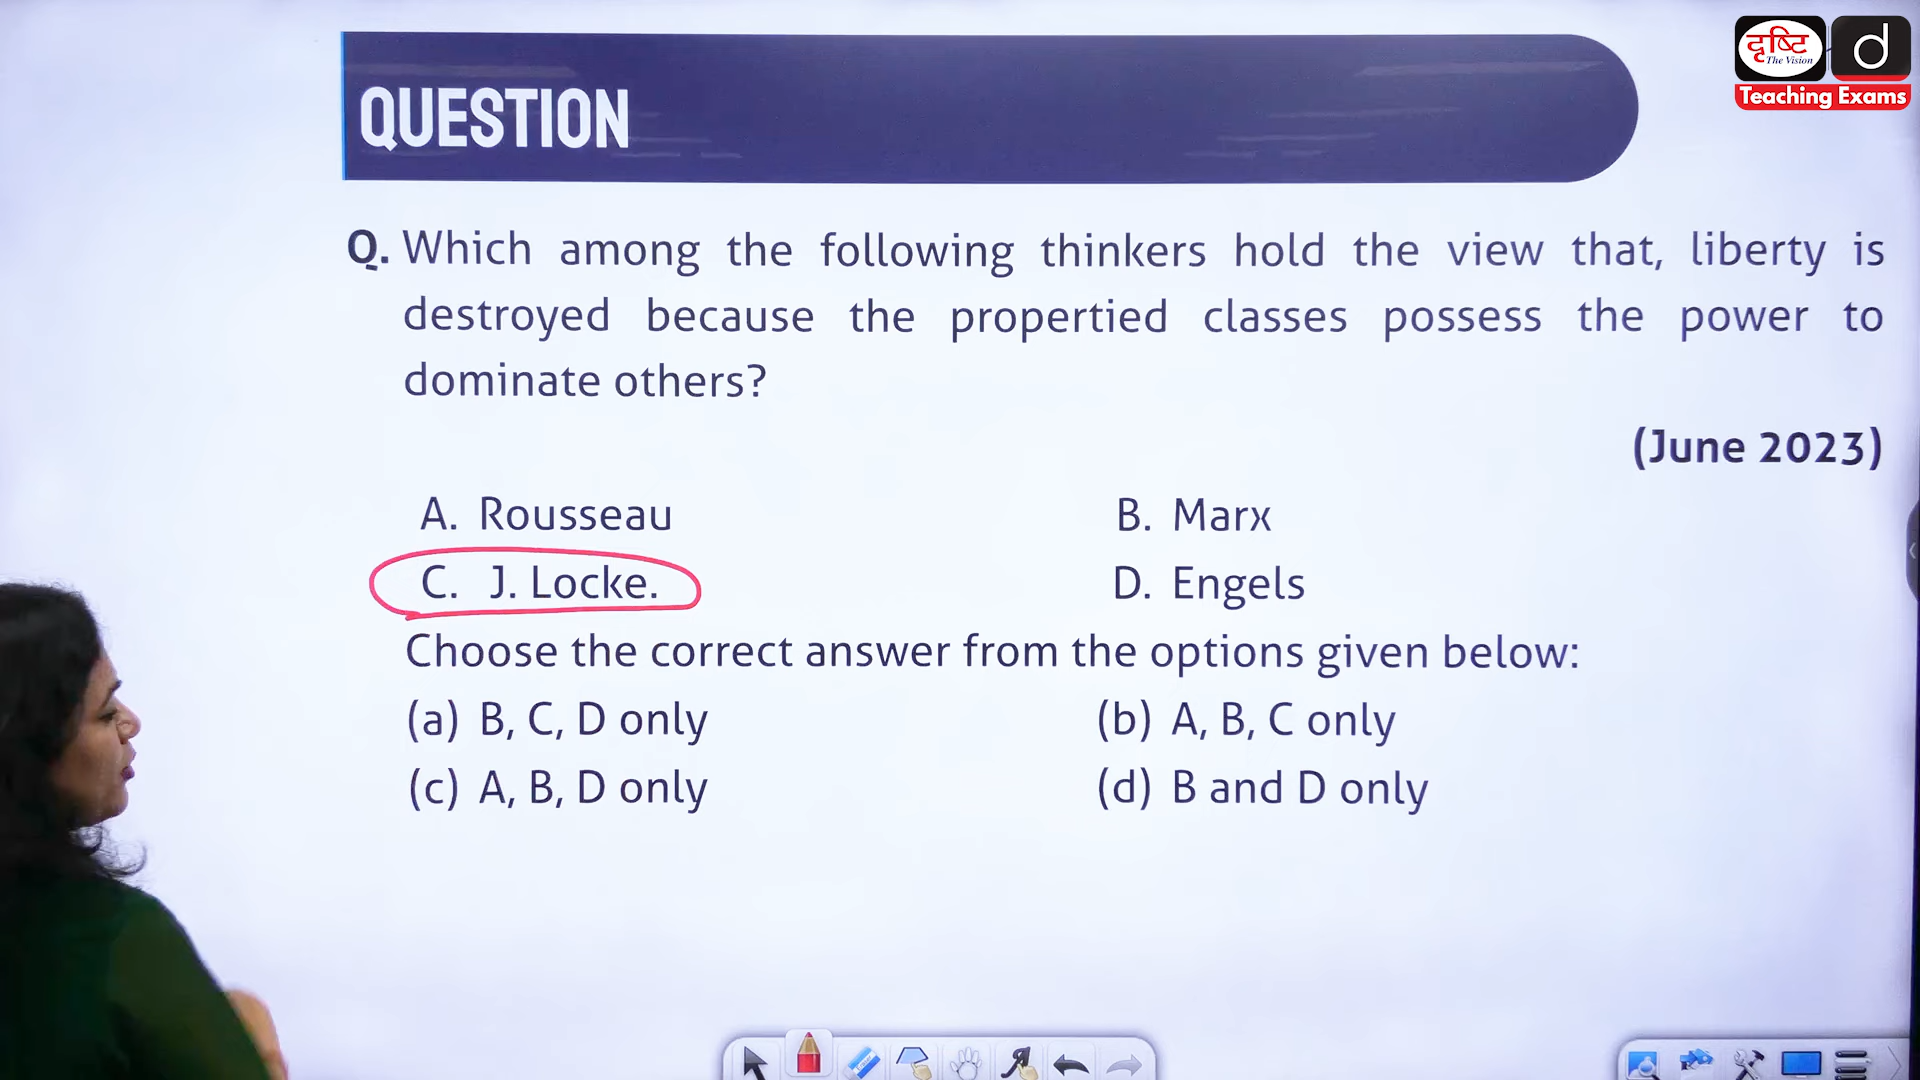 दृष्टि
The Vision
d
Teaching Exams
QUESTION
Q. Which among the following thinkers hold the view that, liberty is
destroyed because the propertied classes possess the power to
dominate others?
(June 2023)
A. Rousseau
B. Marx
C. J. Locke.
D. Engels
Choose the correct answer from the options given below:
(a) B, C, D only
(b) A, B, C only
(c) A, B, D only
(d) B and D only